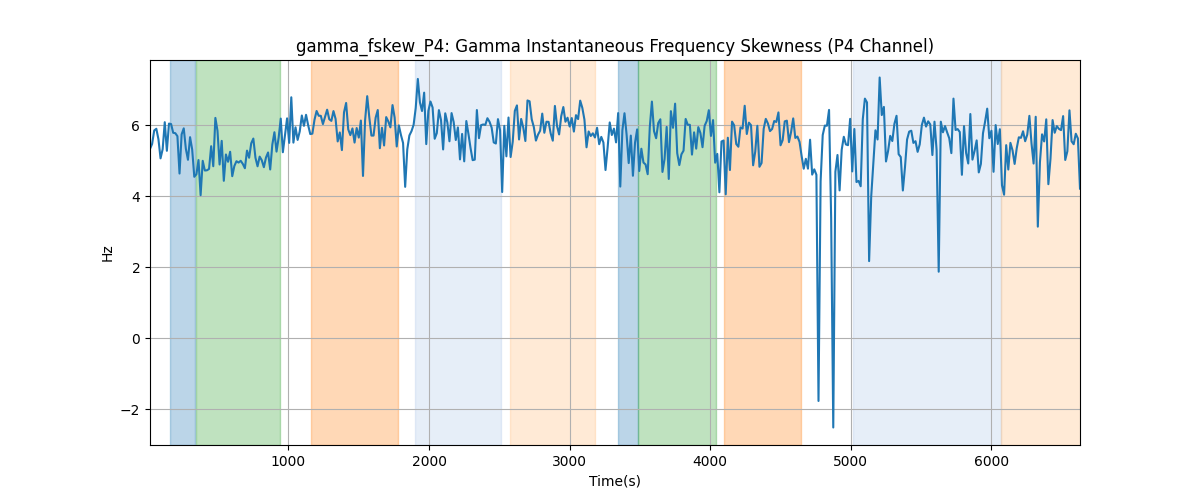 gamma_fskew_P4: Gamma Instantaneous Frequency Skewness (P4 Channel)
6
4
2
0
−2
Hz
1000 2000 3000 4000 5000 6000
Time(s)